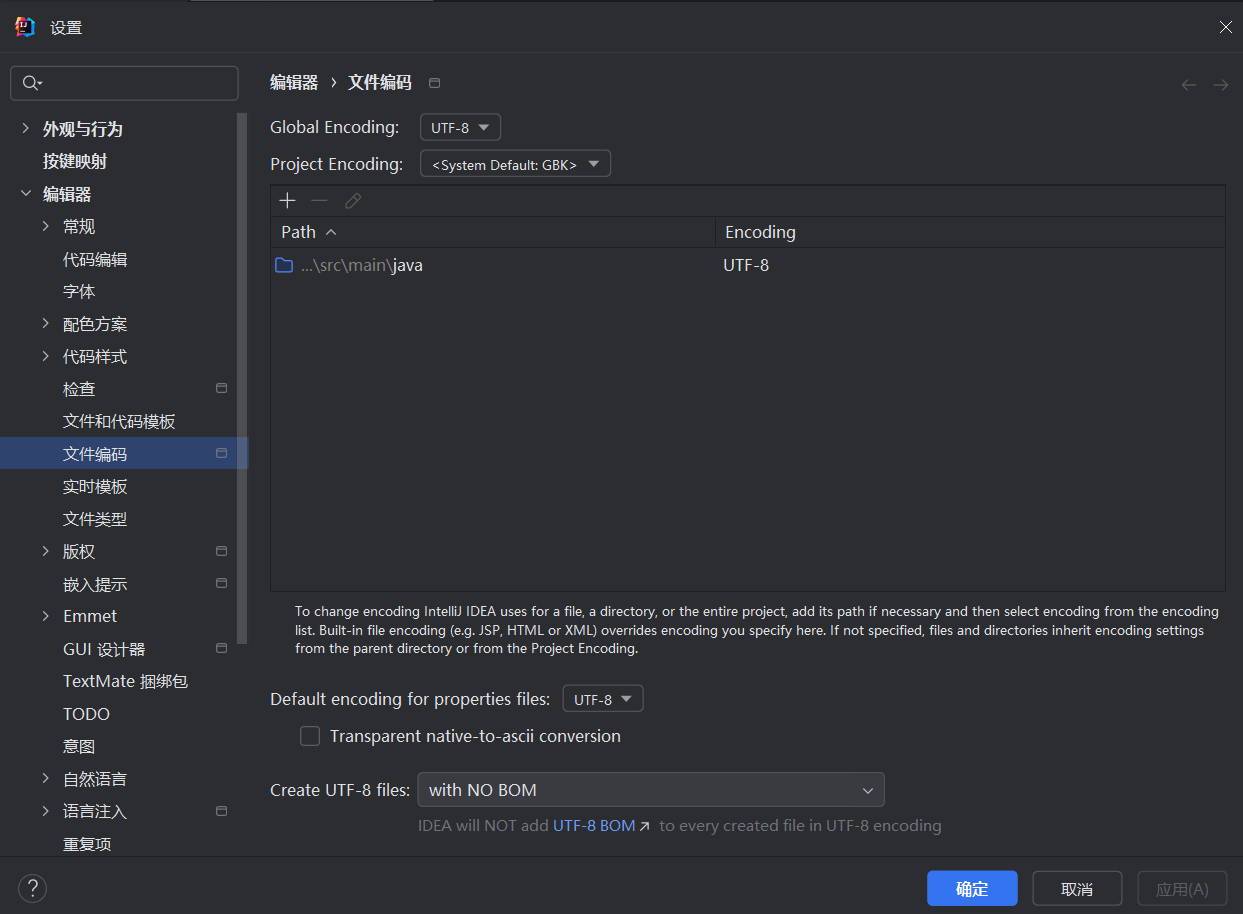 设置
外观与行为
按键映射
编辑器
常规
代码编辑
字体
配色方案
代码样式
检查
文件和代码模板
文件编码
实时模板
文件类型
版权
嵌入提示
Emmet
GUI 设计器
TextMate 捆绑包
TODO
意图
自然语言
语言注入
重复项
编辑器 › 文件编码
Global Encoding: UTF-8
Project Encoding: <System Default: GBK>
Path Encoding
...\src\main\java UTF-8
To change encoding IntelliJ IDEA uses for a file, a directory, or the entire project, add its path if necessary and then select encoding from the encoding
list. Built-in file encoding (e.g. JSP, HTML or XML) overrides encoding you specify here. If not specified, files and directories inherit encoding settings
from the parent directory or from the Project Encoding.
Default encoding for properties files: UTF-8
Transparent native-to-ascii conversion
Create UTF-8 files: with NO BOM
IDEA will NOT add UTF-8 BOM ↗ to every created file in UTF-8 encoding
?
确定
取消
应用(A)